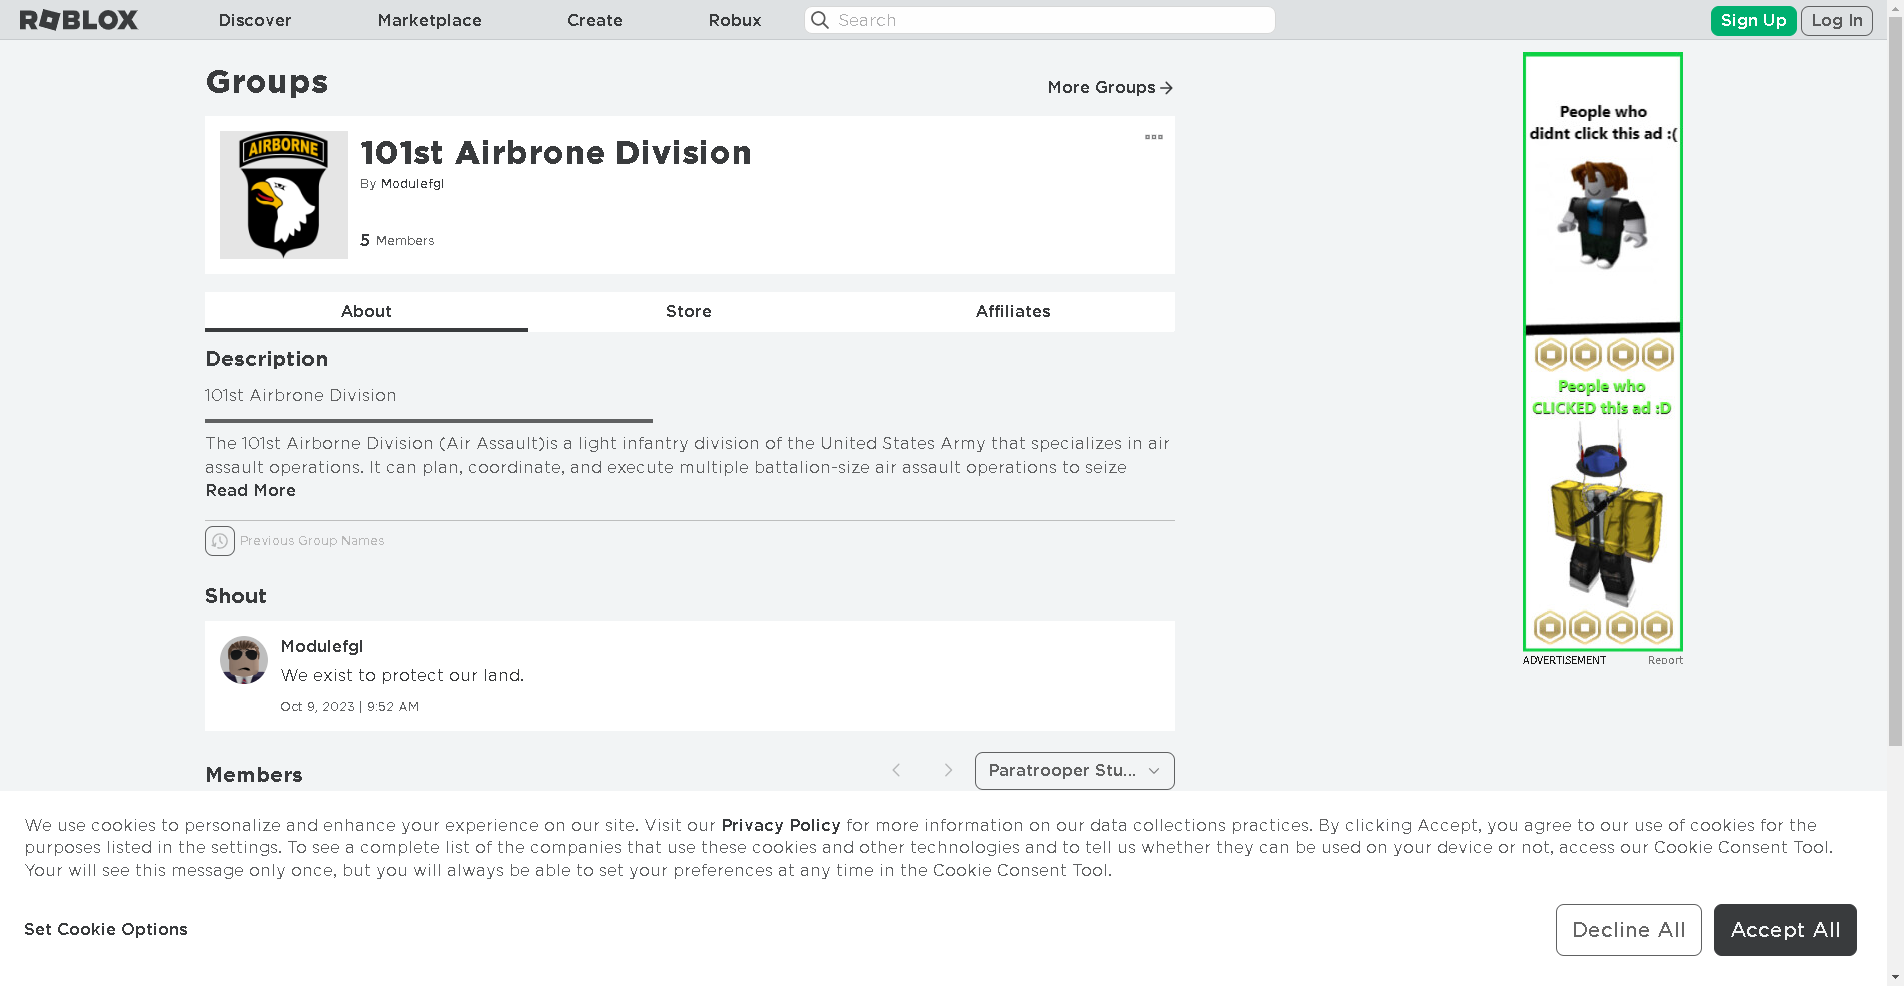 ROBLOX
Discover
Marketplace
Create
Robux
Search
Sign Up
Log In
Groups
More Groups
AIRBORNE
101st Airbrone Division
By Modulefgl
5 Members
About
Store
Affiliates
Description
101st Airbrone Division
The 101st Airborne Division (Air Assault)is a light infantry division of the United States Army that specializes in air
assault operations. It can plan, coordinate, and execute multiple battalion-size air assault operations to seize
Read More
Previous Group Names
Shout
Modulefgl
We exist to protect our land.
Oct 9, 2023 | 9:52 AM
Members
Paratrooper Stu...
People who
didnt click this ad :(
People who
CLICKED this ad :D
ADVERTISEMENT
Report
We use cookies to personalize and enhance your experience on our site. Visit our Privacy Policy for more information on our data collections practices. By clicking Accept, you agree to our use of cookies for the
purposes listed in the settings. To see a complete list of the companies that use these cookies and other technologies and to tell us whether they can be used on your device or not, access our Cookie Consent Tool.
Your will see this message only once, but you will always be able to set your preferences at any time in the Cookie Consent Tool.
Set Cookie Options
Decline All
Accept All